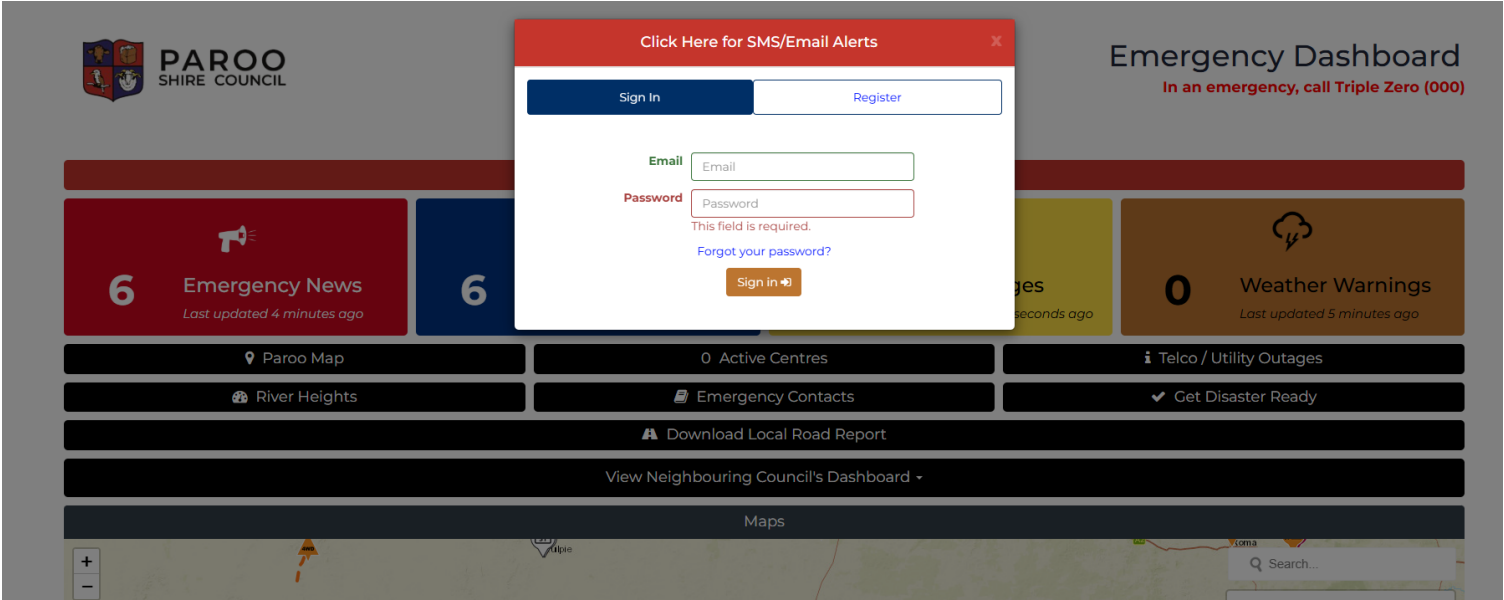 PAROO
SHIRE COUNCIL
Emergency Dashboard
In an emergency, call Triple Zero (000)
Click Here for SMS/Email Alerts
x
Sign In
Register
Email
Email
Password
Password
This field is required.
Forgot your password?
Sign in
6
Emergency News
Last updated 4 minutes ago
6
seconds ago
0
Weather Warnings
Last updated 5 minutes ago
Paroo Map
0 Active Centres
Telco / Utility Outages
River Heights
Emergency Contacts
Get Disaster Ready
Download Local Road Report
View Neighbouring Council's Dashboard
Maps
+
−
Search...